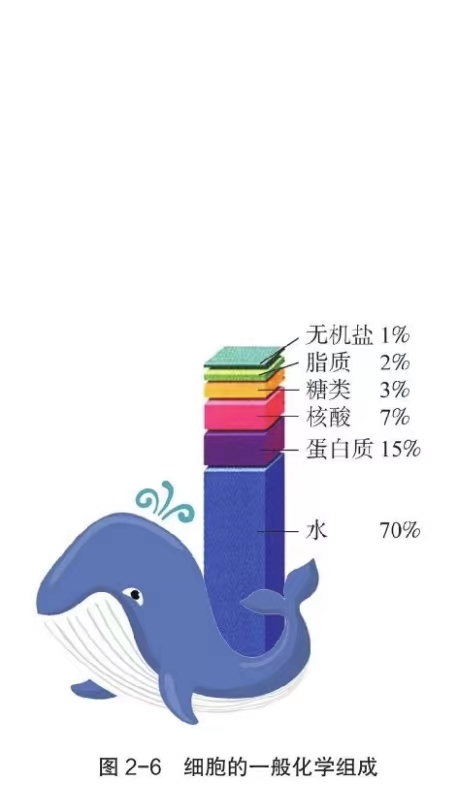 无机盐 1%
脂质 2%
糖类 3%
核酸 7%
蛋白质 15%
水 70%
图 2-6 细胞的一般化学组成